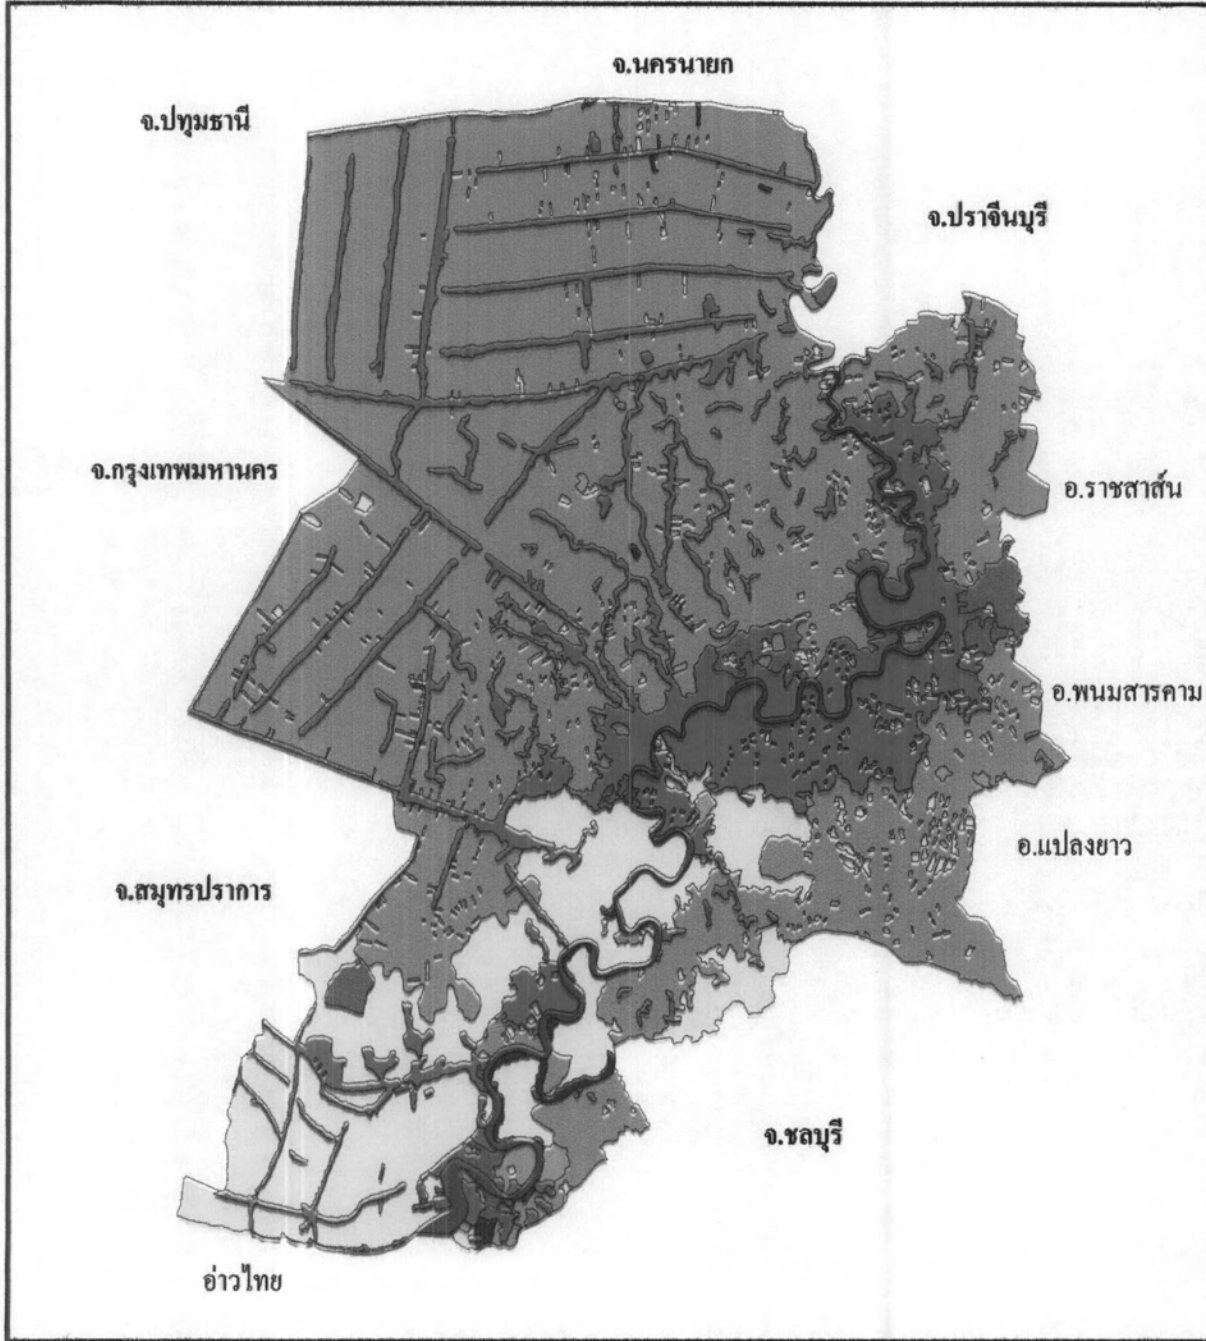 จ.นครนายก
จ.ปทุมธานี
จ.ปราจีนบุรี
จ.กรุงเทพมหานคร
อ.ราชสาส์น
อ.พนมสารคาม
อ.แปลงยาว
จ.สมุทรปราการ
จ.ชลบุรี
อ่าวไทย